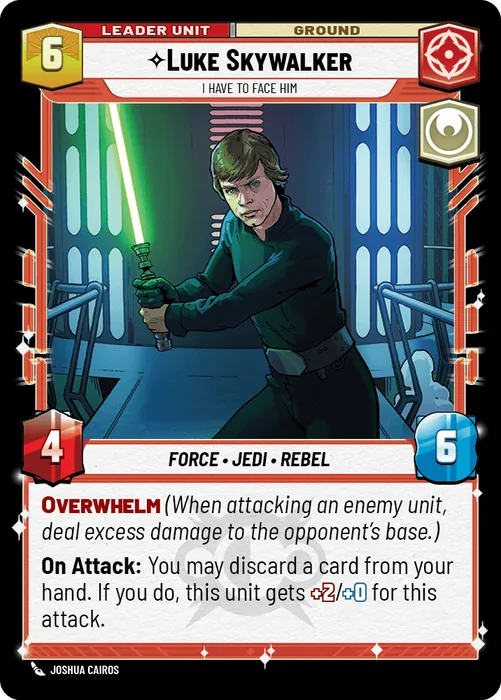 LEADER UNIT
GROUND
6
LUKE SKYWALKER
I HAVE TO FACE HIM
4
FORCE • JEDI • REBEL
6
OVERWHELM (When attacking an enemy unit,
deal excess damage to the opponent's base.)
On Attack: You may discard a card from your
hand. If you do, this unit gets +2/+0 for this
attack.
JOSHUA CAIROS